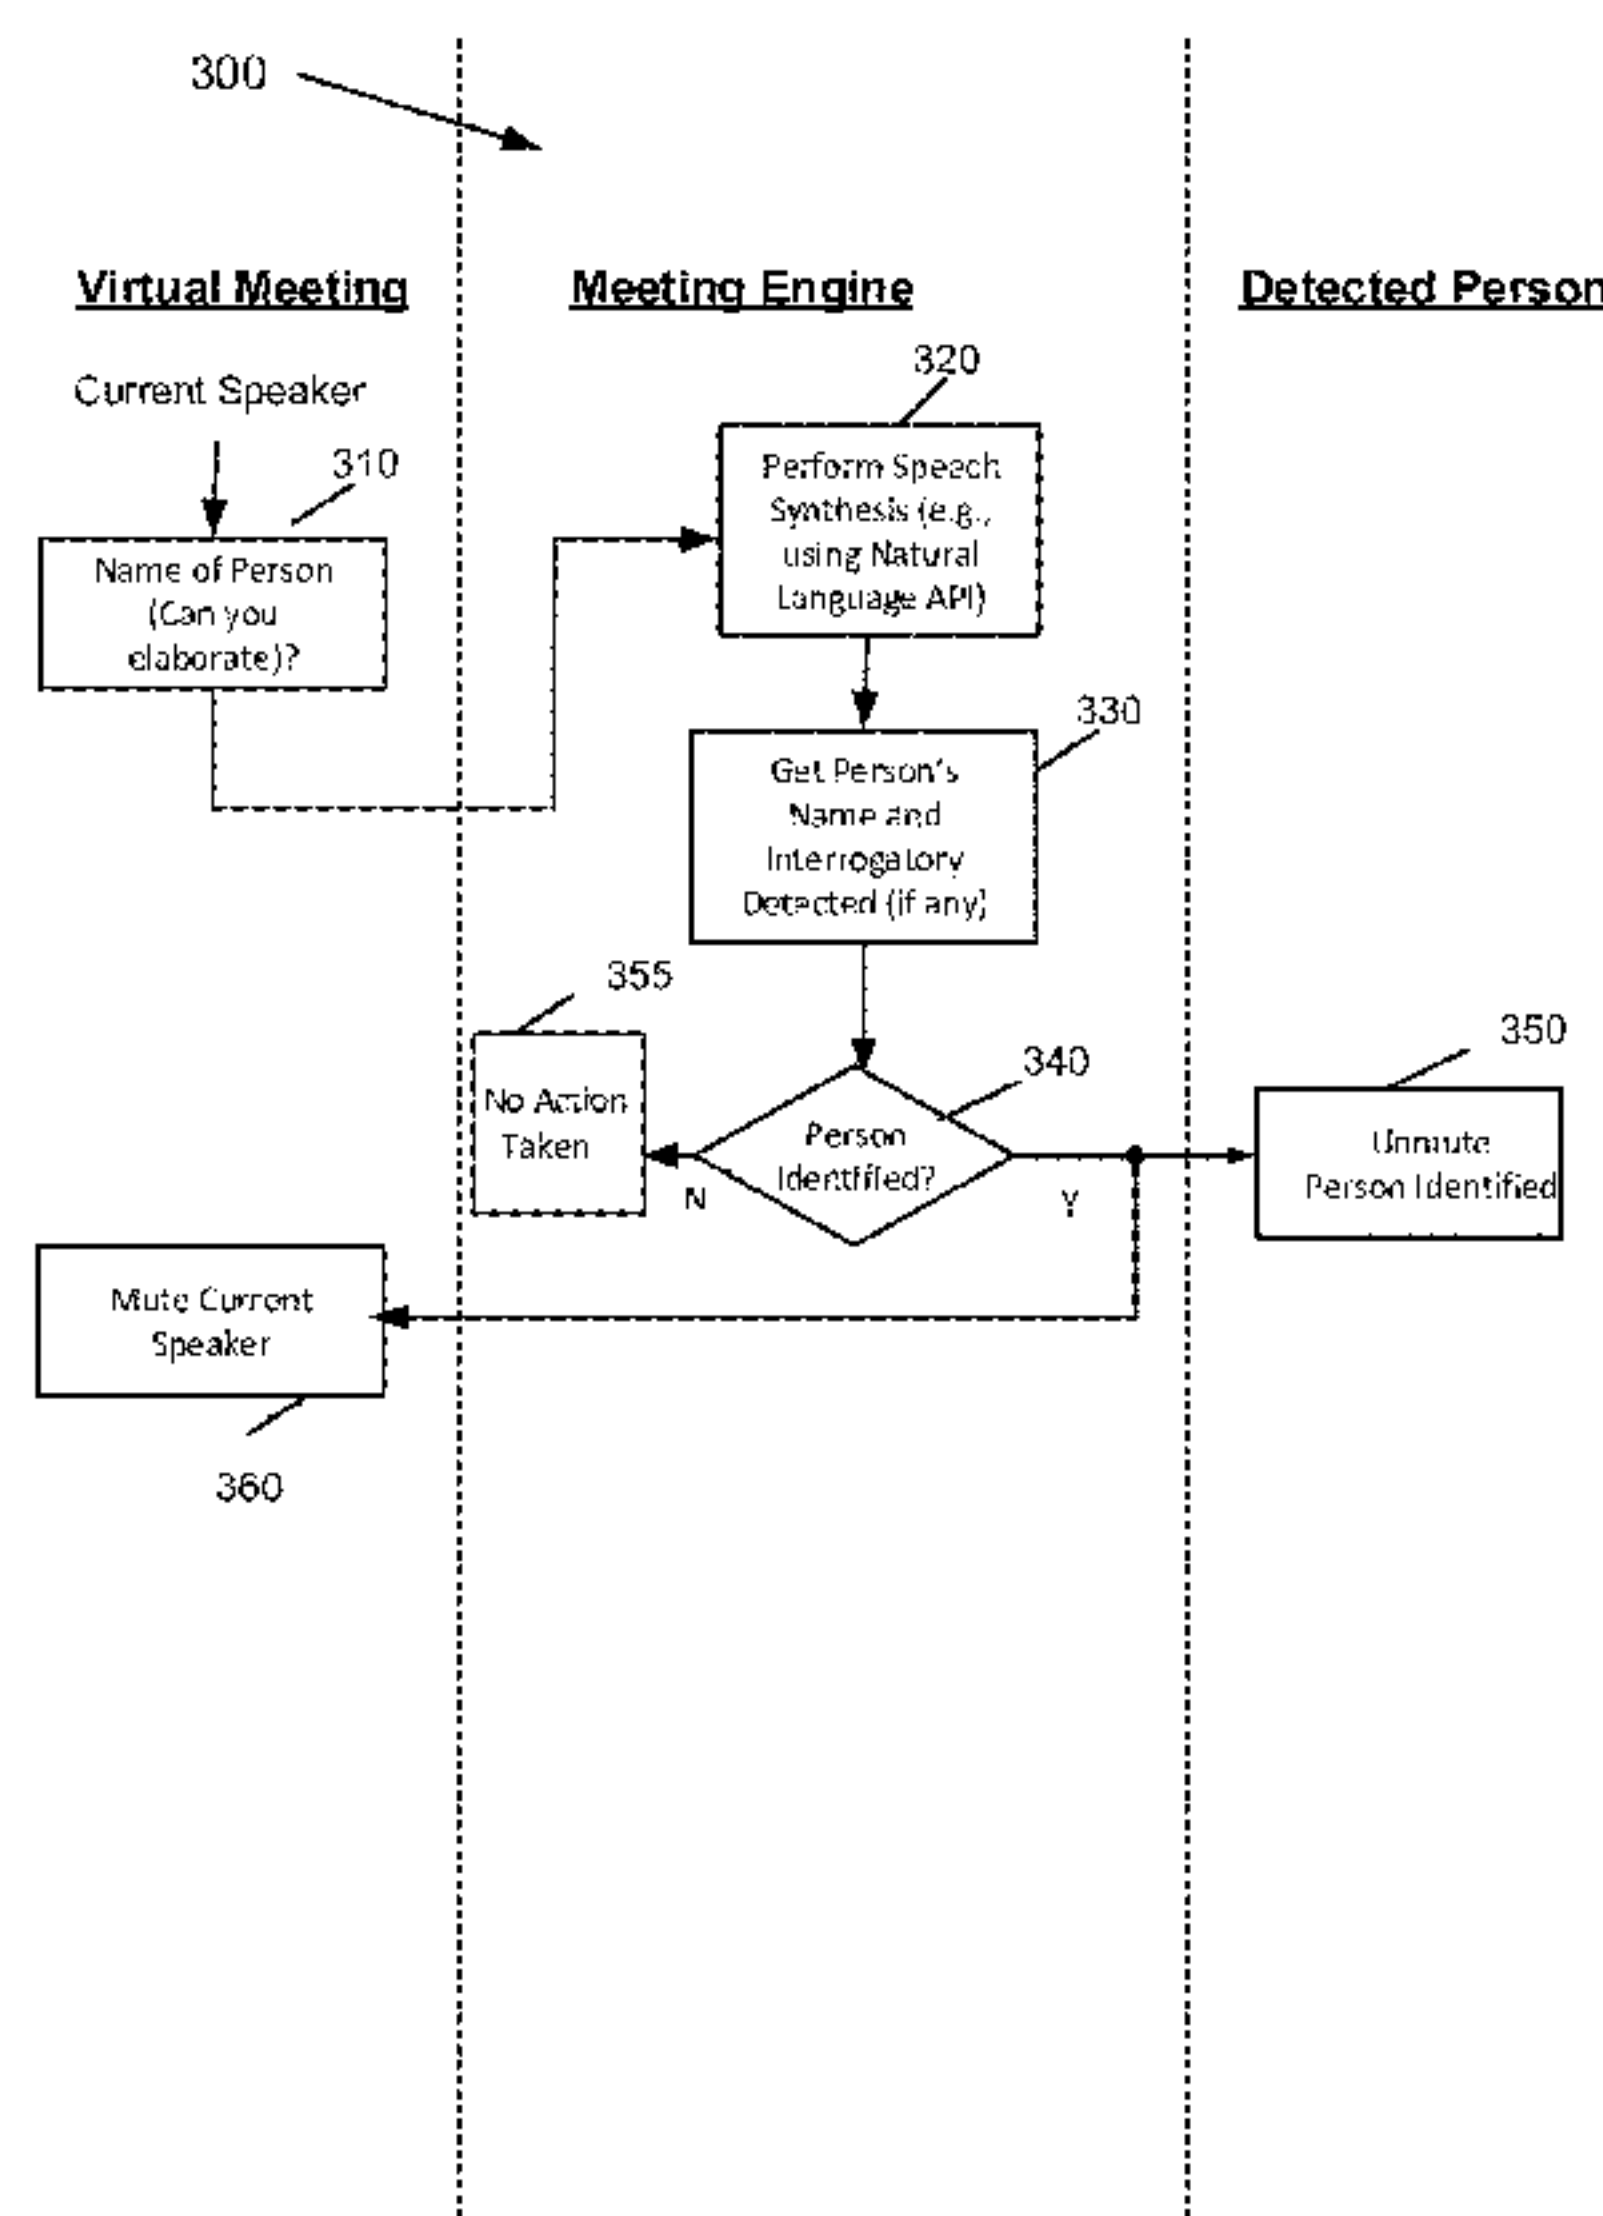 300
Virtual Meeting
Meeting Engine
Detected Person
Current Speaker
310
Name of Person
(Can you
elaborate)?
320
Perform Speech
Synthesis (e.g.,
using Natural
Language API)
330
Get Person's
Name and
Interrogatory
Detected (if any)
355
No Action
Taken
340
Person
Identified?
N
Y
350
Unmute
Person Identified
Mute Current
Speaker
360